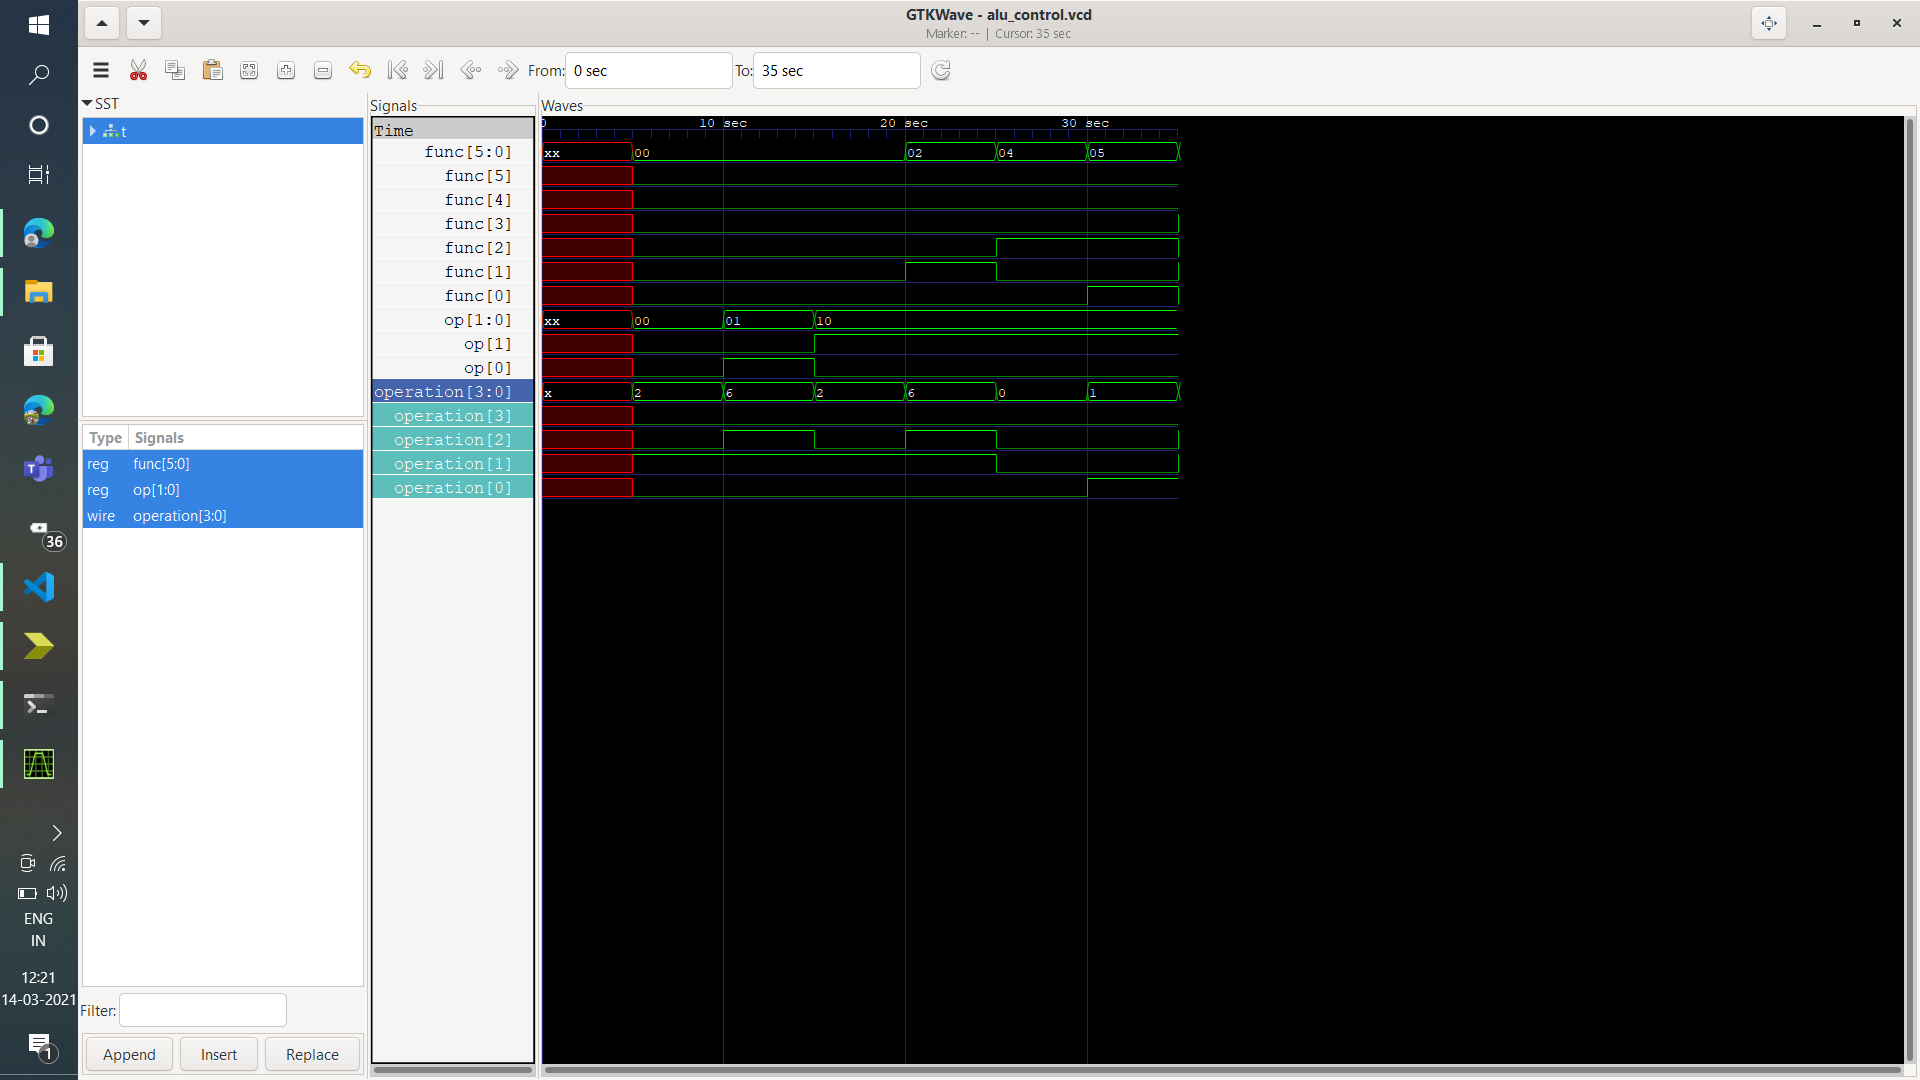 GTKWave - alu_control.vcd
Marker: -- | Cursor: 35 sec
From: 0 sec To: 35 sec
SST
t
Type Signals
reg func[5:0]
reg op[1:0]
wire operation[3:0]
Filter:
Append Insert Replace
Signals
Time
func[5:0]
func[5]
func[4]
func[3]
func[2]
func[1]
func[0]
op[1:0]
op[1]
op[0]
operation[3:0]
operation[3]
operation[2]
operation[1]
operation[0]
Waves
0 10 sec 20 sec 30 sec
xx 00 02 04 05
xx 00 01 10
x 2 6 2 6 0 1
36
ENG
IN
12:21
14-03-2021
1